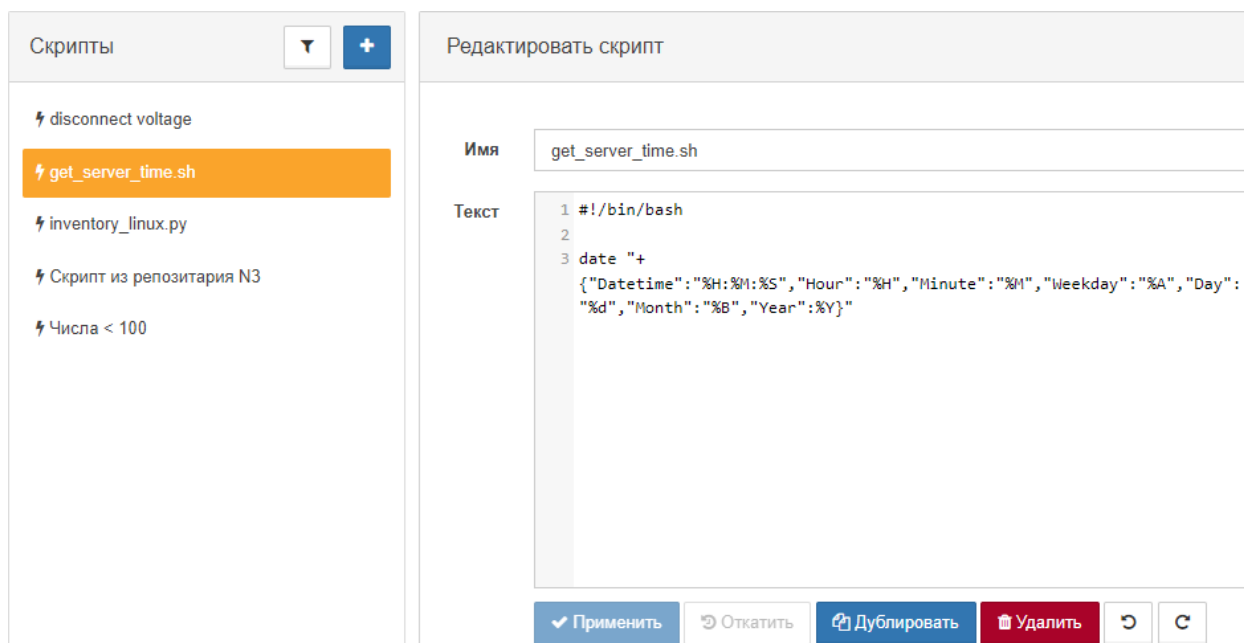 Скрипты
Редактировать скрипт
disconnect voltage
get_server_time.sh
inventory_linux.py
Скрипт из репозитария N3
Числа < 100
Имя
get_server_time.sh
Текст
1 #!/bin/bash
2
3 date "+
{"Datetime":"%H:%M:%S","Hour":"%H","Minute":"%M","Weekday":"%A","Day":
"%d","Month":"%B","Year":%Y}"
Применить
Откатить
Дублировать
Удалить